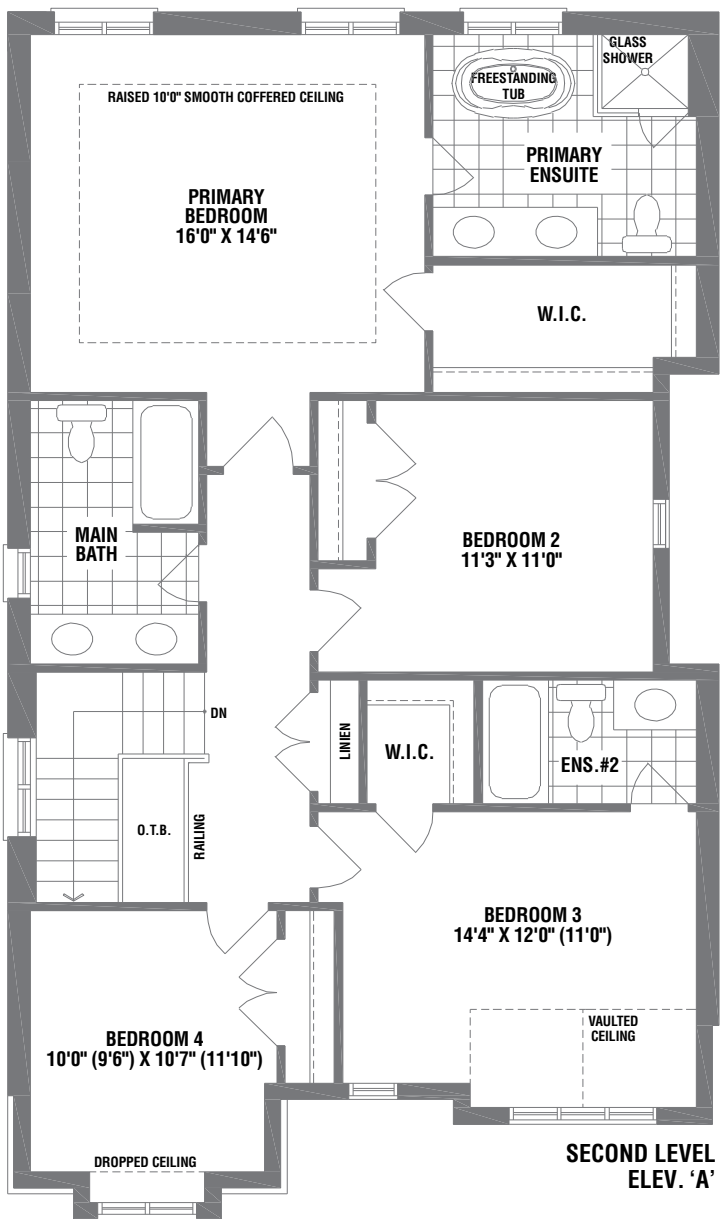 GLASS
SHOWER
FREESTANDING
TUB
RAISED 10'0" SMOOTH COFFERED CEILING
PRIMARY
ENSUITE
PRIMARY
BEDROOM
16'0" X 14'6"
W.I.C.
MAIN
BATH
BEDROOM 2
11'3" X 11'0"
DN
LINIEN
W.I.C.
ENS.#2
O.T.B.
RAILING
BEDROOM 3
14'4" X 12'0" (11'0")
VAULTED
CEILING
BEDROOM 4
10'0" (9'6") X 10'7" (11'10")
DROPPED CEILING
SECOND LEVEL
ELEV. ‘A’